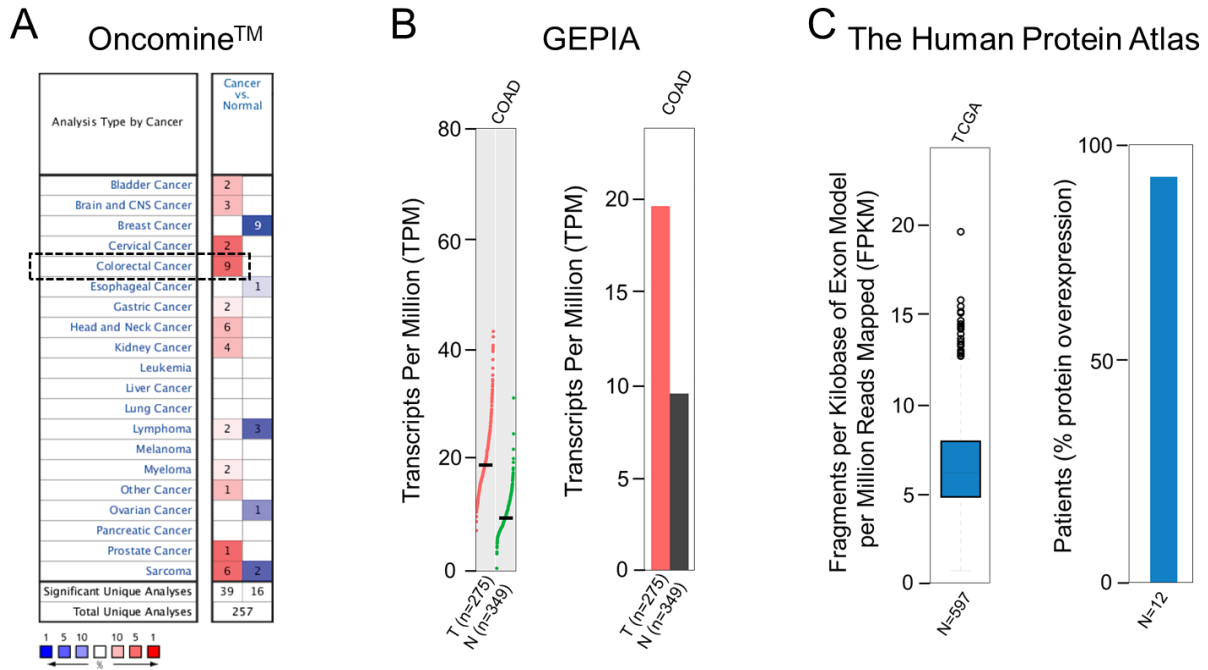 A
Oncomine™
Analysis Type by Cancer
Cancer
vs.
Normal
Bladder Cancer 2
Brain and CNS Cancer 3
Breast Cancer 9
Cervical Cancer 2
Colorectal Cancer 9
Esophageal Cancer 1
Gastric Cancer 2
Head and Neck Cancer 6
Kidney Cancer 4
Leukemia
Liver Cancer
Lung Cancer
Lymphoma 2 3
Melanoma
Myeloma 2
Other Cancer 1
Ovarian Cancer 1
Pancreatic Cancer
Prostate Cancer 1
Sarcoma 6 2
Significant Unique Analyses 39 16
Total Unique Analyses 257
1 5 10 10 5 1
%
B
GEPIA
COAD
Transcripts Per Million (TPM)
80
60
40
20
0
T (n=275)
N (n=349)
COAD
Transcripts Per Million (TPM)
20
15
10
5
0
T (n=275)
N (n=349)
C
The Human Protein Atlas
TCGA
Fragments per Kilobase of Exon Model
per Million Reads Mapped (FPKM)
20
15
10
5
0
N=597
Patients (% protein overexpression)
100
50
0
N=12